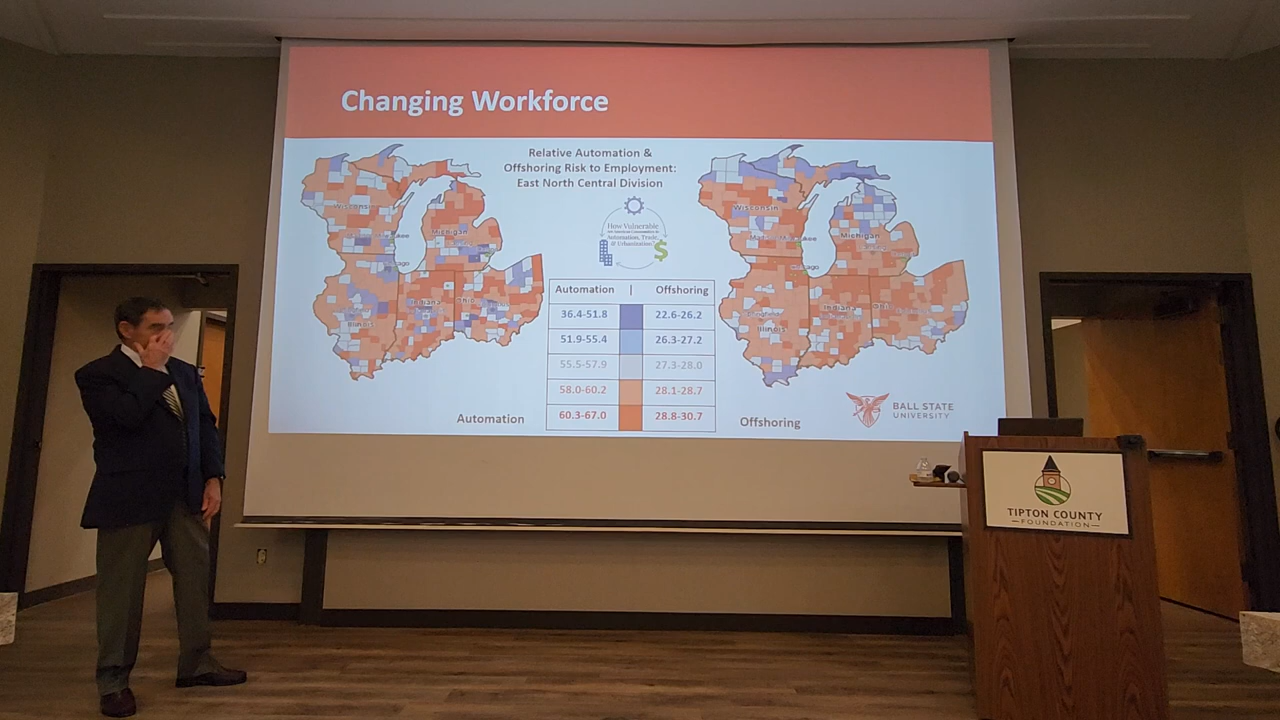 Changing Workforce
Relative Automation &
Offshoring Risk to Employment:
East North Central Division
How Vulnerable
Are American Communities to
Automation, Trade,
& Urbanization?
$
Wisconsin
Michigan
Illinois
Indiana
Ohio
Automation | Offshoring
36.4-51.8 22.6-26.2
51.9-55.4 26.3-27.2
55.5-57.9 27.3-28.0
58.0-60.2 28.1-28.7
60.3-67.0 28.8-30.7
Wisconsin
Michigan
Illinois
Indiana
Automation
Offshoring
BALL STATE
UNIVERSITY
TIPTON COUNTY
FOUNDATION